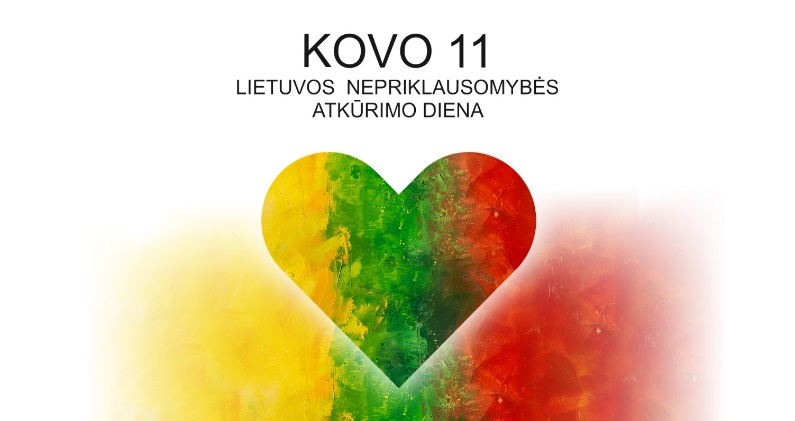 KOVO 11
LIETUVOS NEPRIKLAUSOMYBĖS
ATKŪRIMO DIENA